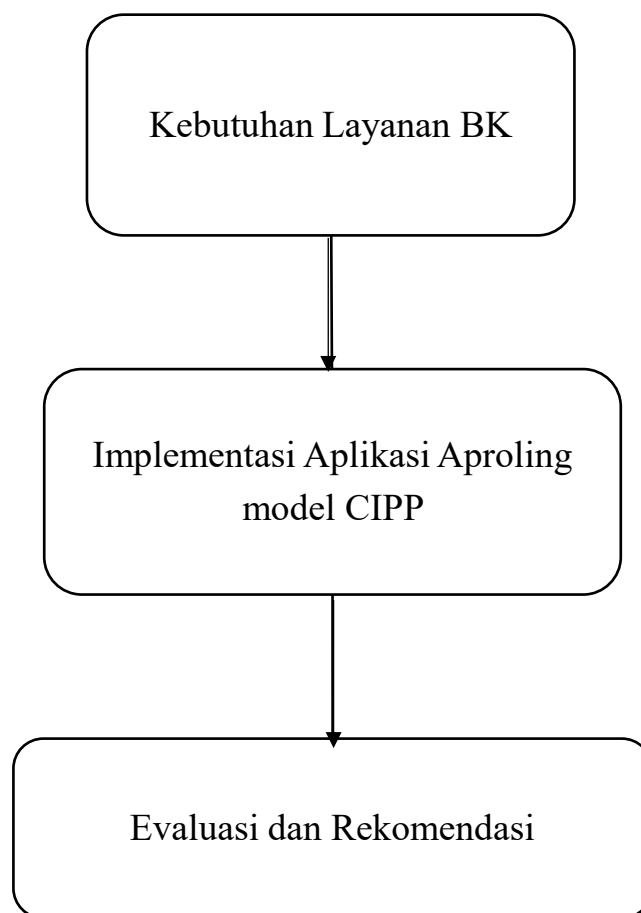 Kebutuhan Layanan BK
Implementasi Aplikasi Aproling
model CIPP
Evaluasi dan Rekomendasi